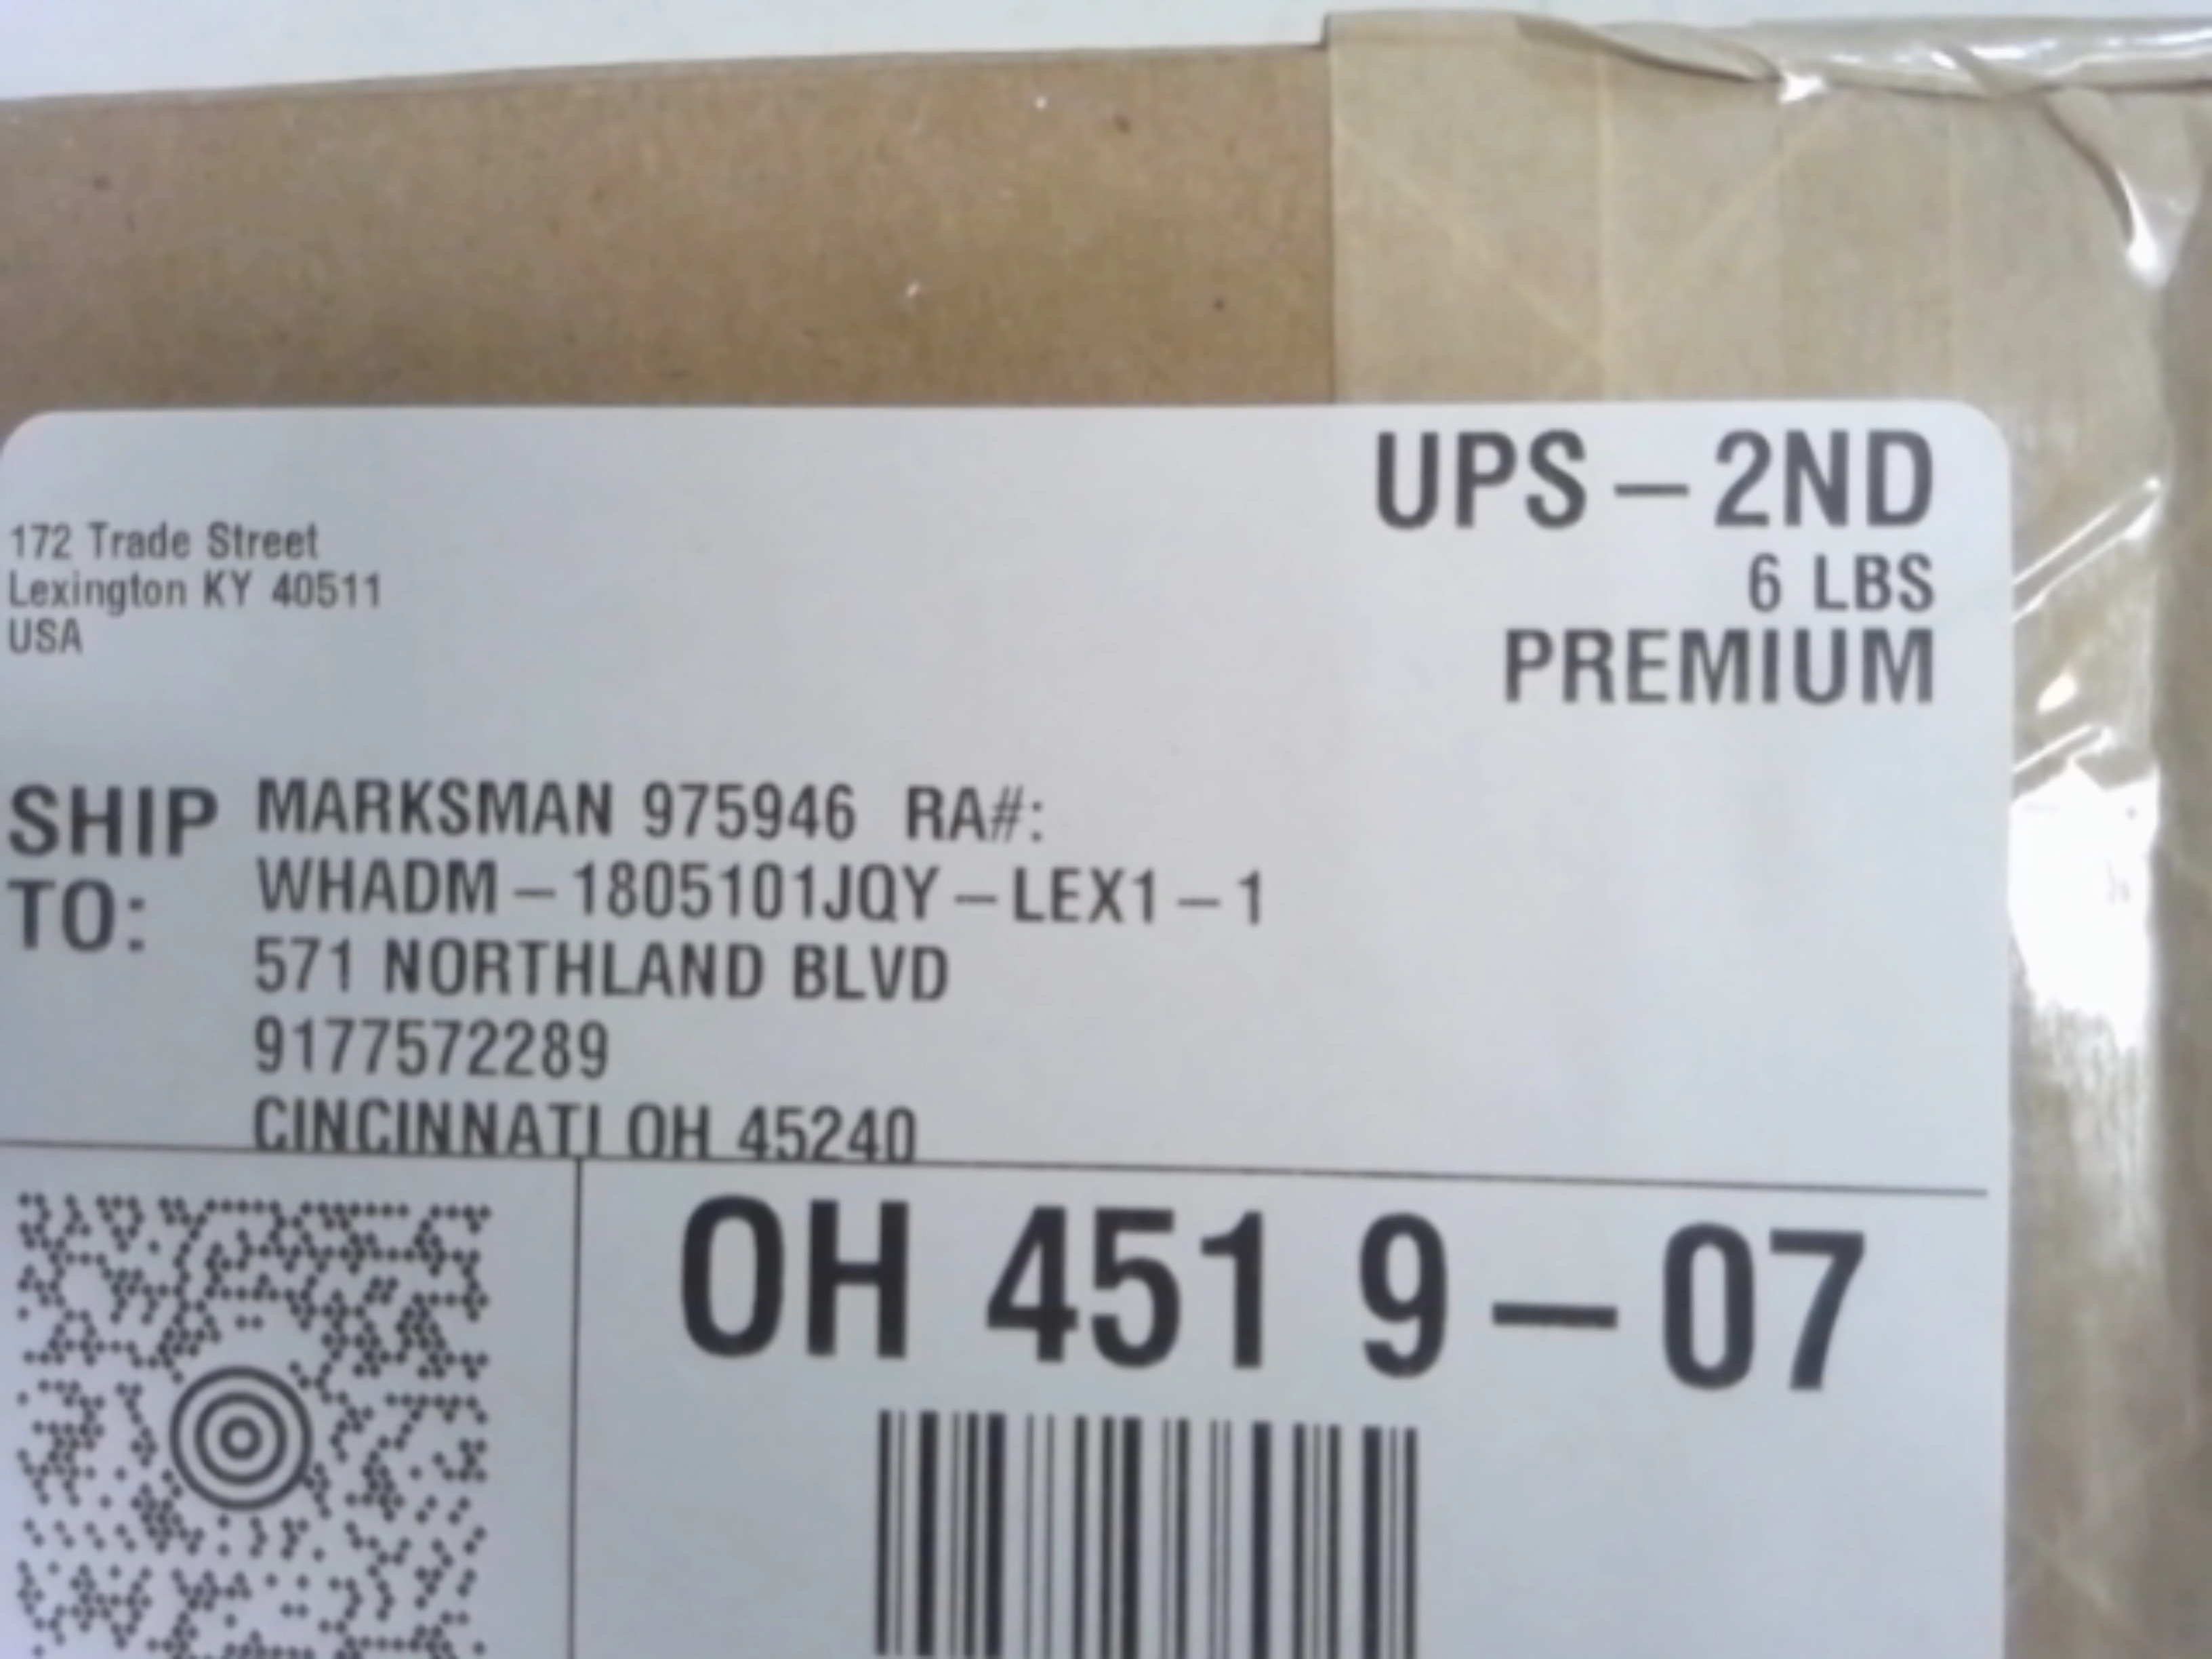 UPS – 2ND
6 LBS
PREMIUM
172 Trade Street
Lexington KY 40511
USA
SHIP TO:
MARKSMAN 975946 RA#:
WHADM – 1805101JQY – LEX1 – 1
571 NORTHLAND BLVD
9177572289
CINCINNATI OH 45240
OH 451 9 – 07